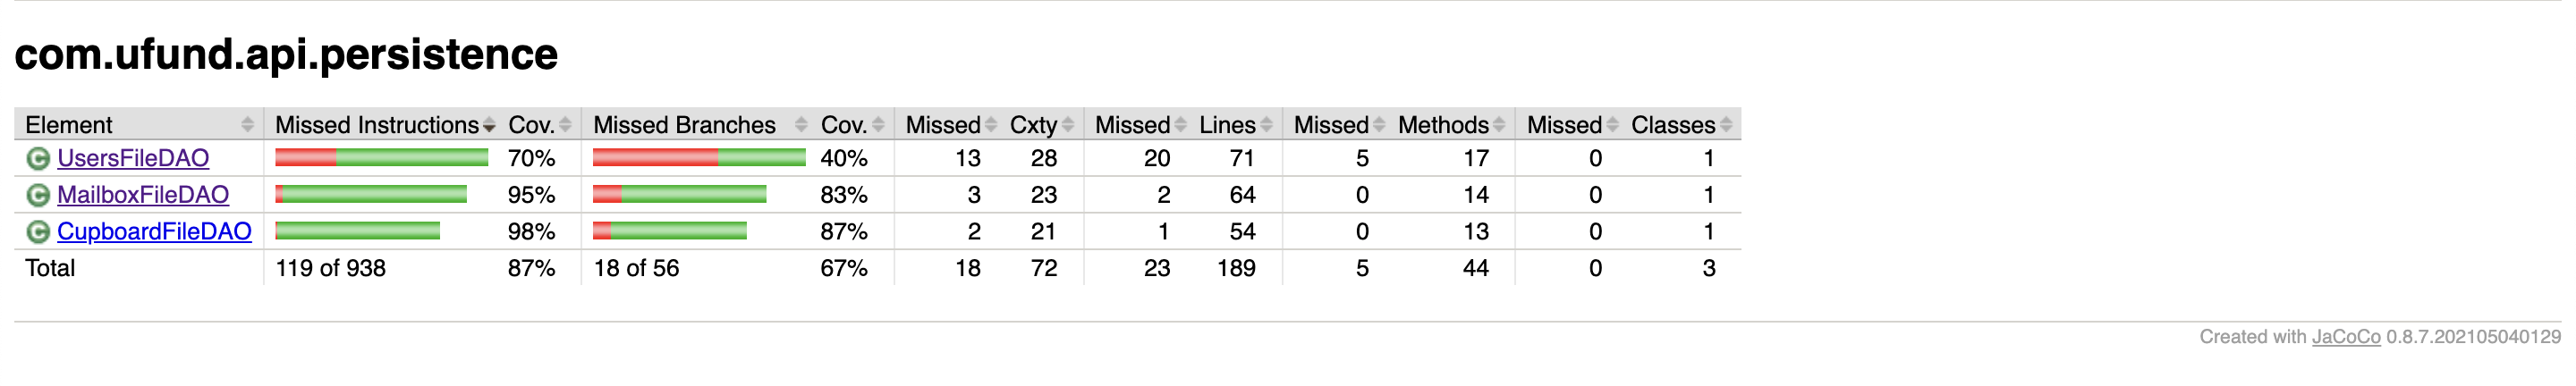 com.ufund.api.persistence
Element Missed Instructions Cov. Missed Branches Cov. Missed Cxty Missed Lines Missed Methods Missed Classes
C UsersFileDAO 70% 40% 13 28 20 71 5 17 0 1
C MailboxFileDAO 95% 83% 3 23 2 64 0 14 0 1
C CupboardFileDAO 98% 87% 2 21 1 54 0 13 0 1
Total 119 of 938 87% 18 of 56 67% 18 72 23 189 5 44 0 3
Created with JaCoCo 0.8.7.202105040129